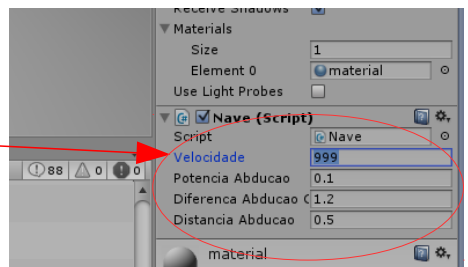 Receive Shadows
Materials
Size 1
Element 0 material
Use Light Probes
Nave (Script)
Script Nave
Velocidade 999
88 0 0
Potencia Abducao 0.1
Diferenca Abducao C 1.2
Distancia Abducao 0.5
material